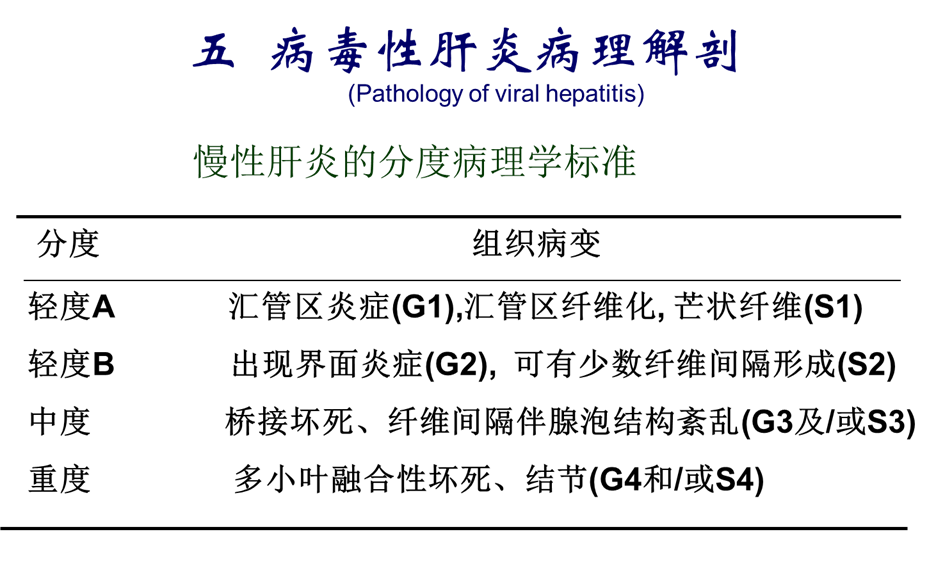 五 病毒性肝炎病理解剖
(Pathology of viral hepatitis)
慢性肝炎的分度病理学标准
分度 组织病变
轻度A 汇管区炎症(G1),汇管区纤维化, 芒状纤维(S1)
轻度B 出现界面炎症(G2), 可有少数纤维间隔形成(S2)
中度 桥接坏死、纤维间隔伴腺泡结构紊乱(G3及/或S3)
重度 多小叶融合性坏死、结节(G4和/或S4)